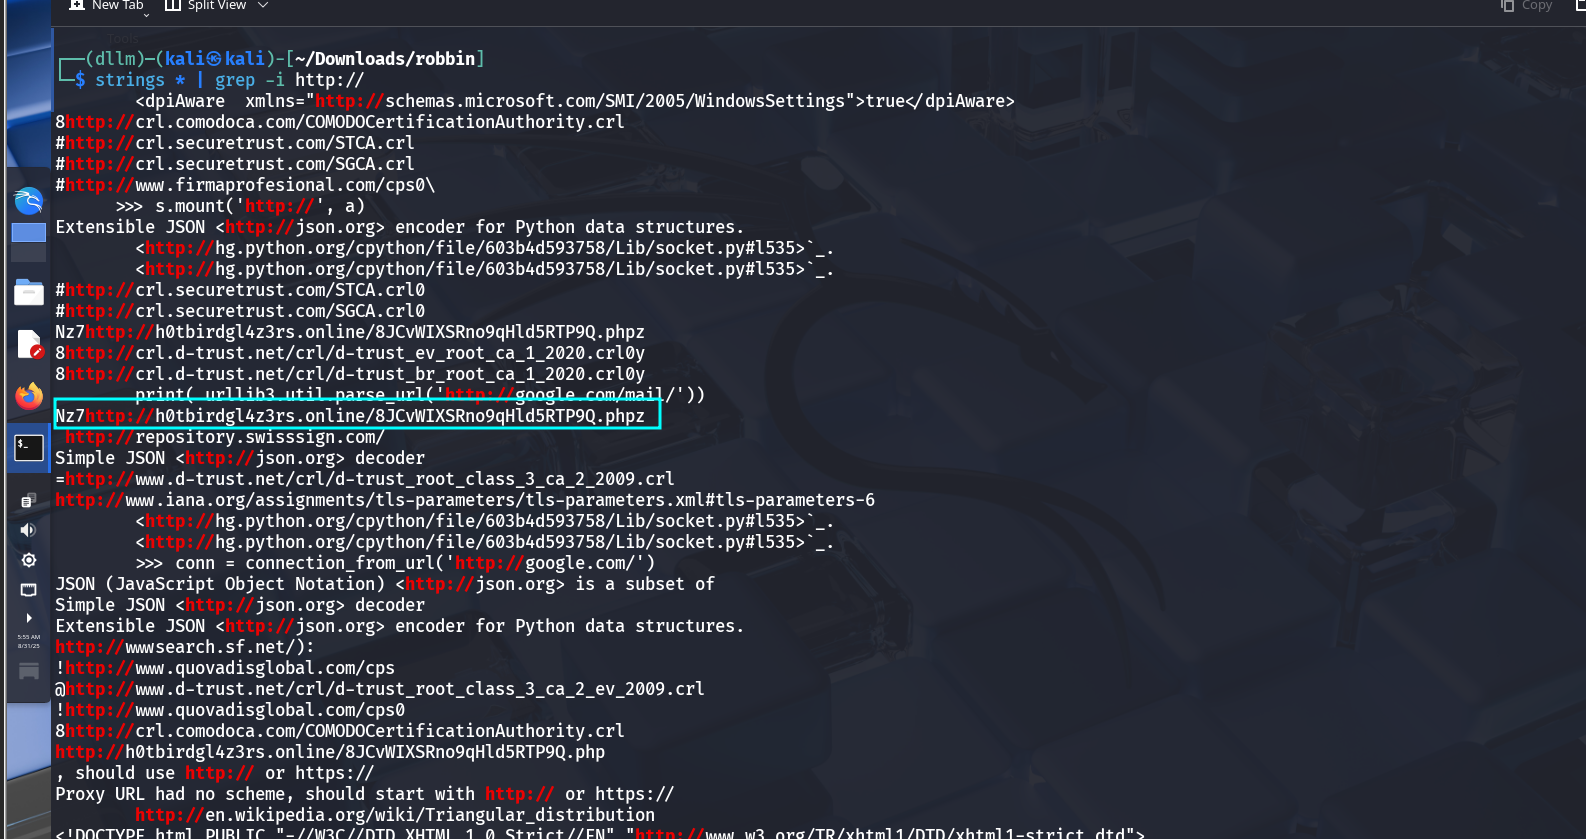 New Tab Split View Copy
Tools
┌──(dllm)─(kali㉿kali)-[~/Downloads/robbin]
└─$ strings * | grep -i http://
<dpiAware  xmlns="http://schemas.microsoft.com/SMI/2005/WindowsSettings">true</dpiAware>
8http://crl.comodoca.com/COMODOCertificationAuthority.crl
#http://crl.securetrust.com/STCA.crl
#http://crl.securetrust.com/SGCA.crl
#http://www.firmaprofesional.com/cps0\
>>> s.mount('http://', a)
Extensible JSON <http://json.org> encoder for Python data structures.
<http://hg.python.org/cpython/file/603b4d593758/Lib/socket.py#l535>`_.
<http://hg.python.org/cpython/file/603b4d593758/Lib/socket.py#l535>`_.
#http://crl.securetrust.com/STCA.crl0
#http://crl.securetrust.com/SGCA.crl0
Nz7http://h0tbirdgl4z3rs.online/8JCvWIXSRno9qHld5RTP9Q.phpz
8http://crl.d-trust.net/crl/d-trust_ev_root_ca_1_2020.crl0y
8http://crl.d-trust.net/crl/d-trust_br_root_ca_1_2020.crl0y
print( urllib3.util.parse_url('http://google.com/mail/'))
Nz7http://h0tbirdgl4z3rs.online/8JCvWIXSRno9qHld5RTP9Q.phpz
http://repository.swisssign.com/
Simple JSON <http://json.org> decoder
=http://www.d-trust.net/crl/d-trust_root_class_3_ca_2_2009.crl
http://www.iana.org/assignments/tls-parameters/tls-parameters.xml#tls-parameters-6
<http://hg.python.org/cpython/file/603b4d593758/Lib/socket.py#l535>`_.
<http://hg.python.org/cpython/file/603b4d593758/Lib/socket.py#l535>`_.
>>> conn = connection_from_url('http://google.com/')
JSON (JavaScript Object Notation) <http://json.org> is a subset of
Simple JSON <http://json.org> decoder
Extensible JSON <http://json.org> encoder for Python data structures.
http://wwwsearch.sf.net/):
!http://www.quovadisglobal.com/cps
@http://www.d-trust.net/crl/d-trust_root_class_3_ca_2_ev_2009.crl
!http://www.quovadisglobal.com/cps0
8http://crl.comodoca.com/COMODOCertificationAuthority.crl
http://h0tbirdgl4z3rs.online/8JCvWIXSRno9qHld5RTP9Q.php
, should use http:// or https://
Proxy URL had no scheme, should start with http:// or https://
http://en.wikipedia.org/wiki/Triangular_distribution
<!DOCTYPE html PUBLIC "-//W3C//DTD XHTML 1.0 Strict//EN" "http://www.w3.org/TR/xhtml1/DTD/xhtml1-strict.dtd">
5:55 AM
8/31/25